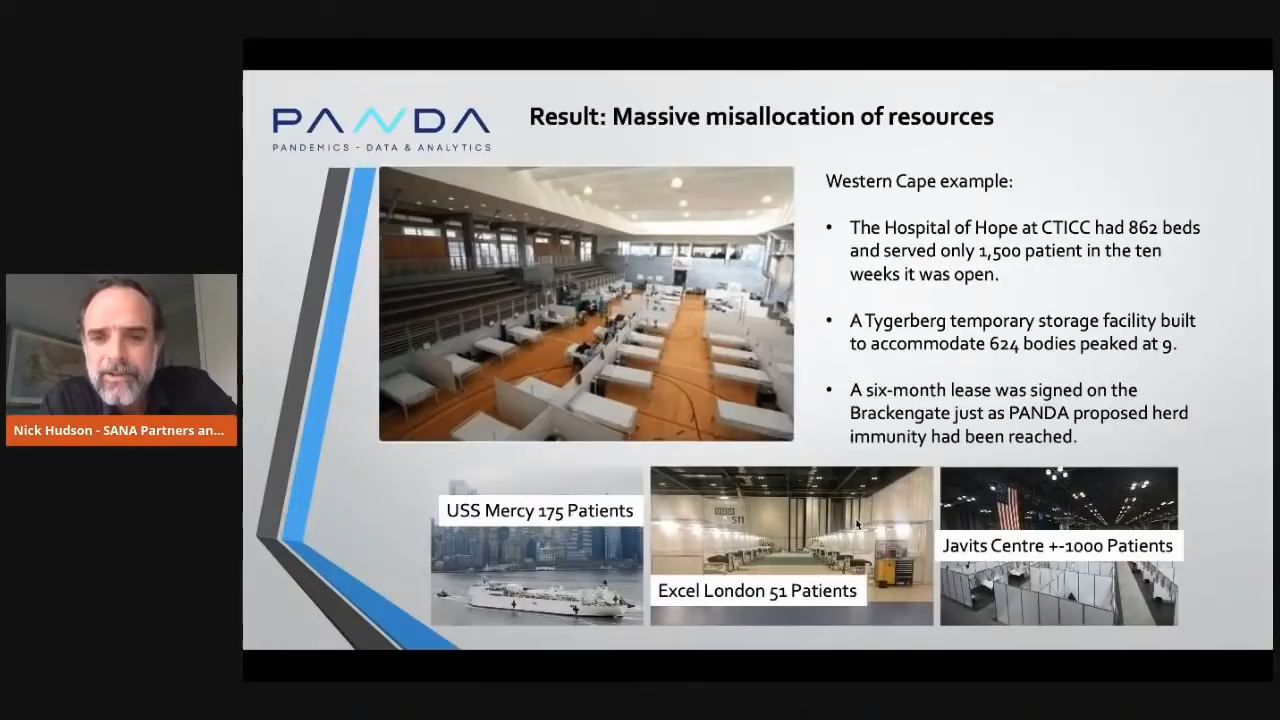 PANDA
PANDEMICS - DATA & ANALYTICS
Result: Massive misallocation of resources
Western Cape example:
• The Hospital of Hope at CTICC had 862 beds
and served only 1,500 patient in the ten
weeks it was open.
• A Tygerberg temporary storage facility built
to accommodate 624 bodies peaked at 9.
• A six-month lease was signed on the
Brackengate just as PANDA proposed herd
immunity had been reached.
Nick Hudson - SANA Partners an...
USS Mercy 175 Patients
511
Excel London 51 Patients
Javits Centre +-1000 Patients